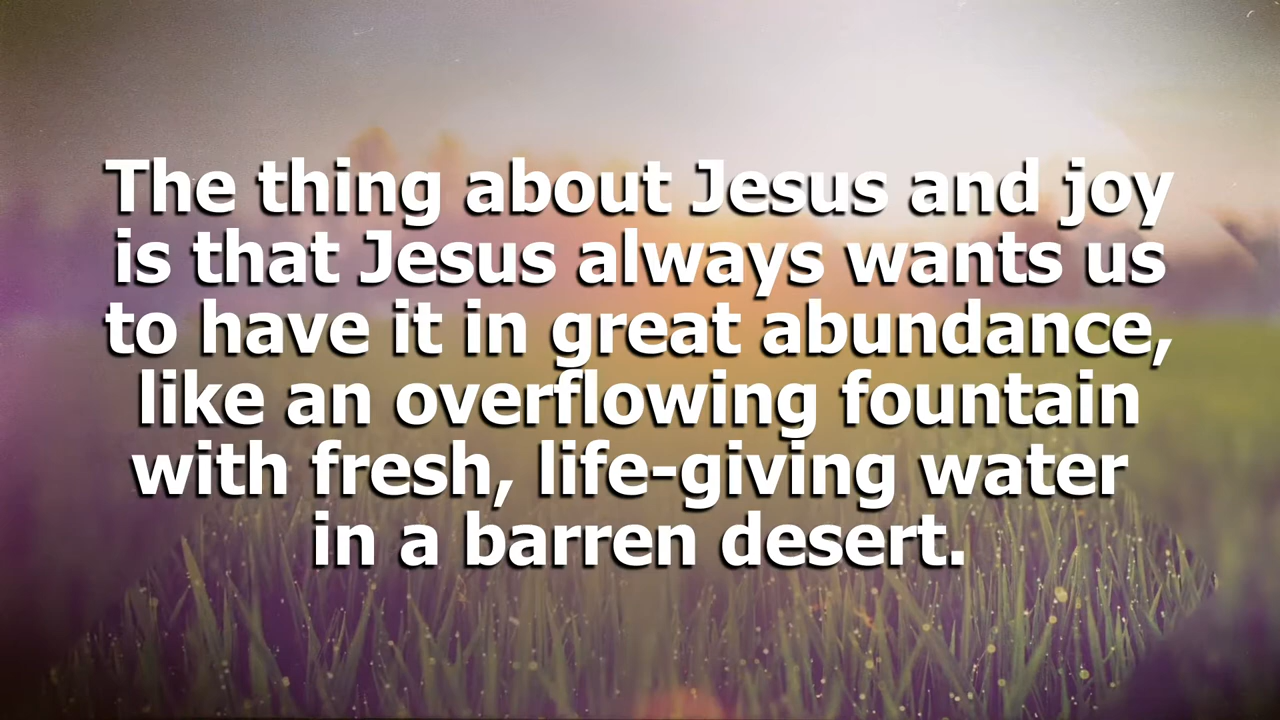 The thing about Jesus and joy
is that Jesus always wants us
to have it in great abundance,
like an overflowing fountain
with fresh, life-giving water
in a barren desert.